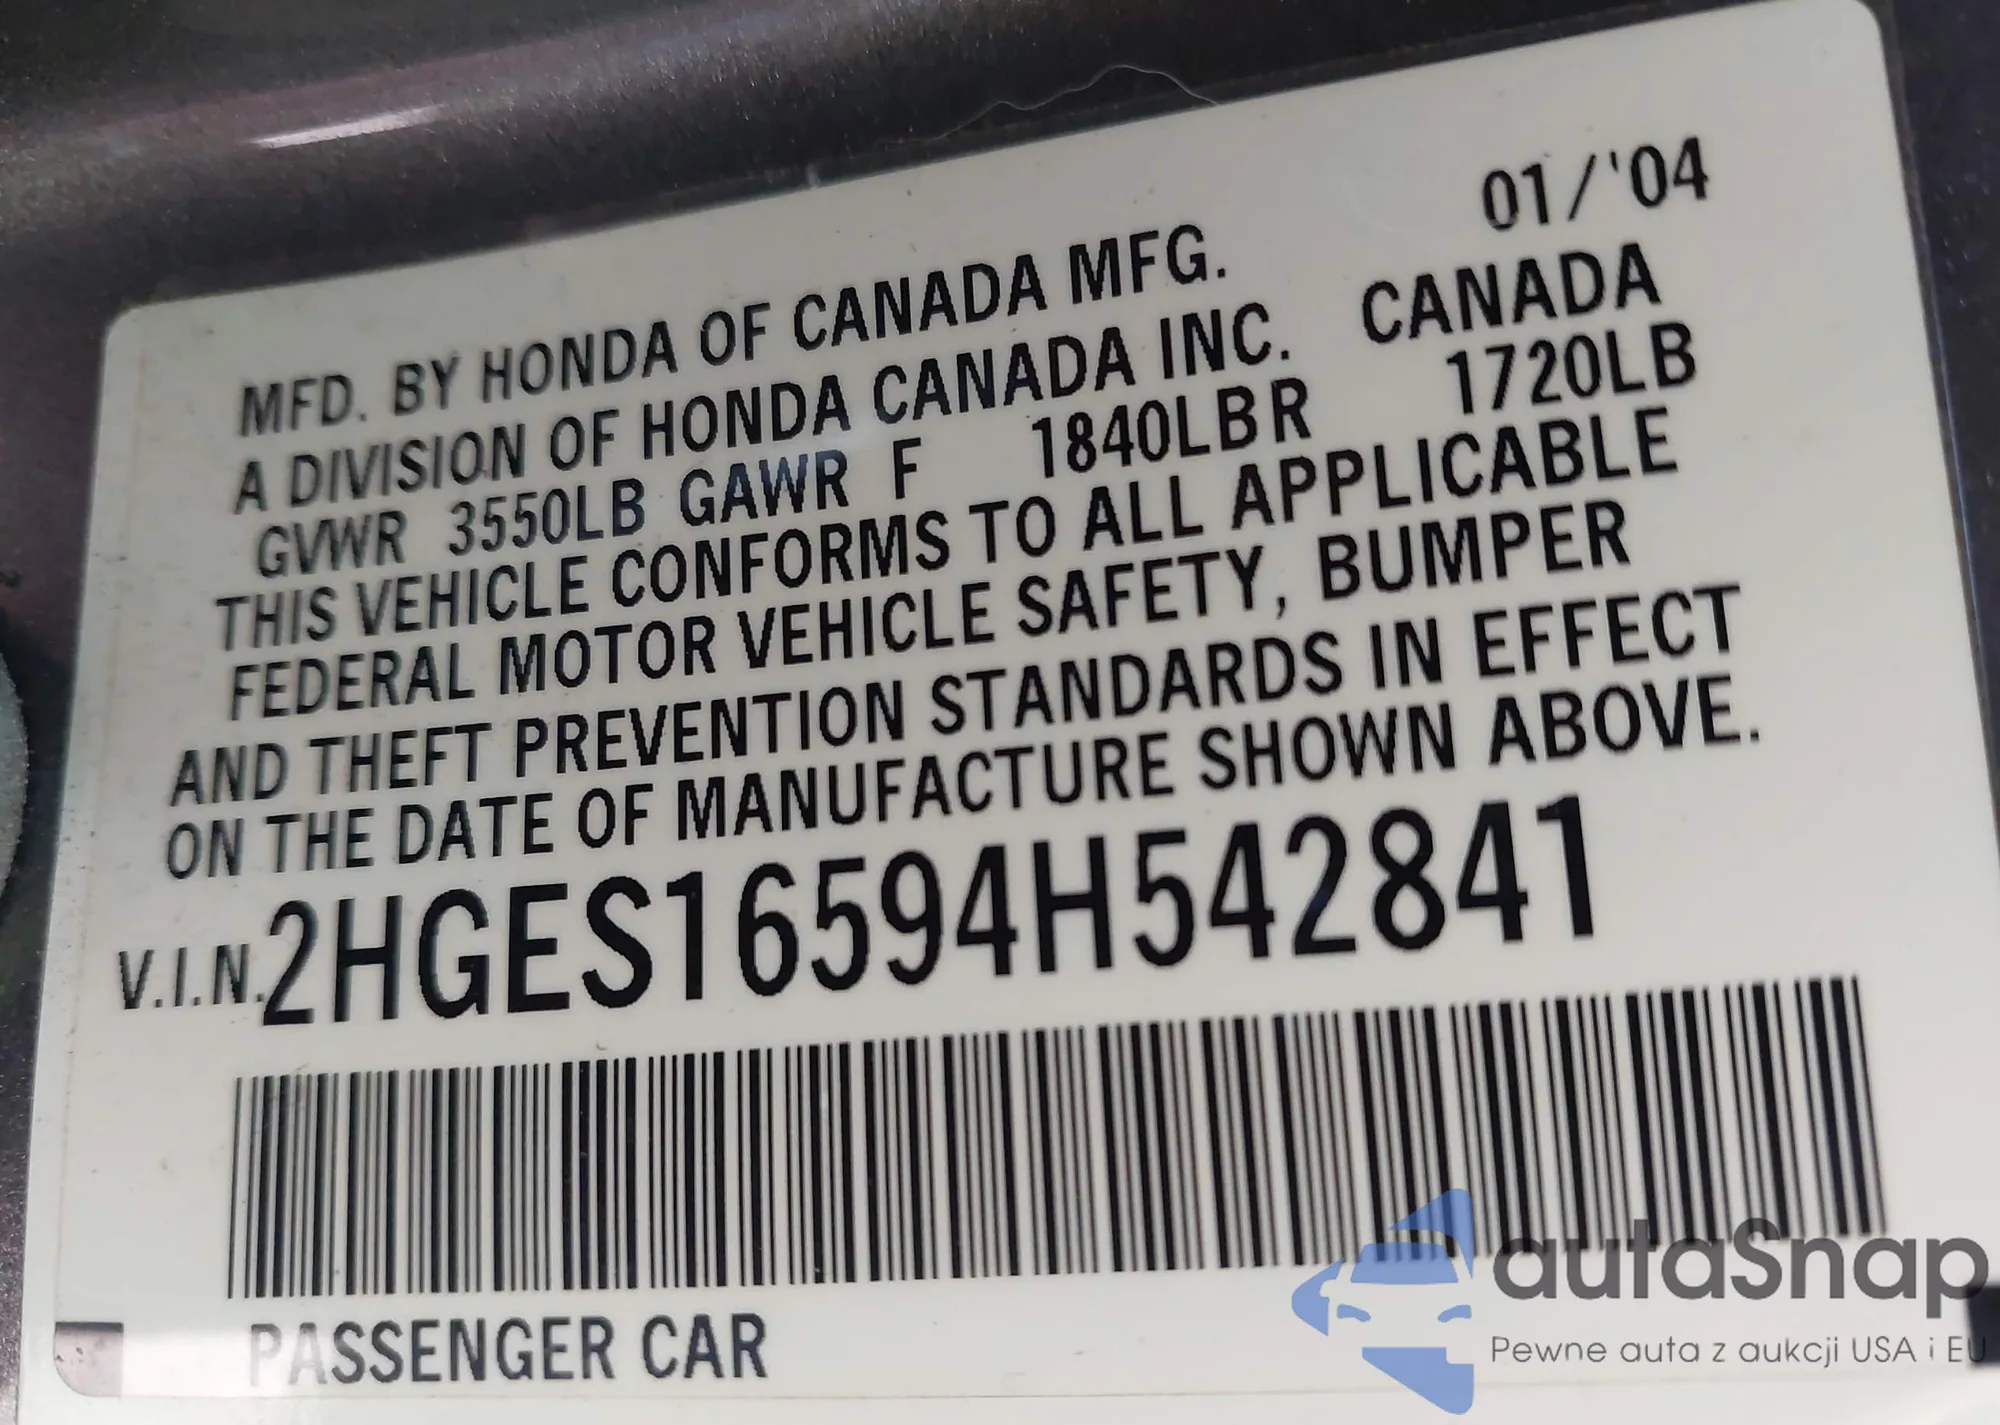 01/'04
MFD. BY HONDA OF CANADA MFG.
A DIVISION OF HONDA CANADA INC. CANADA
GVWR 3550LB GAWR F 1840LB R 1720LB
THIS VEHICLE CONFORMS TO ALL APPLICABLE
FEDERAL MOTOR VEHICLE SAFETY, BUMPER
AND THEFT PREVENTION STANDARDS IN EFFECT
ON THE DATE OF MANUFACTURE SHOWN ABOVE.
V.I.N. 2HGES16594H542841
PASSENGER CAR
autaSnap
Pewne auta z aukcji USA i EU